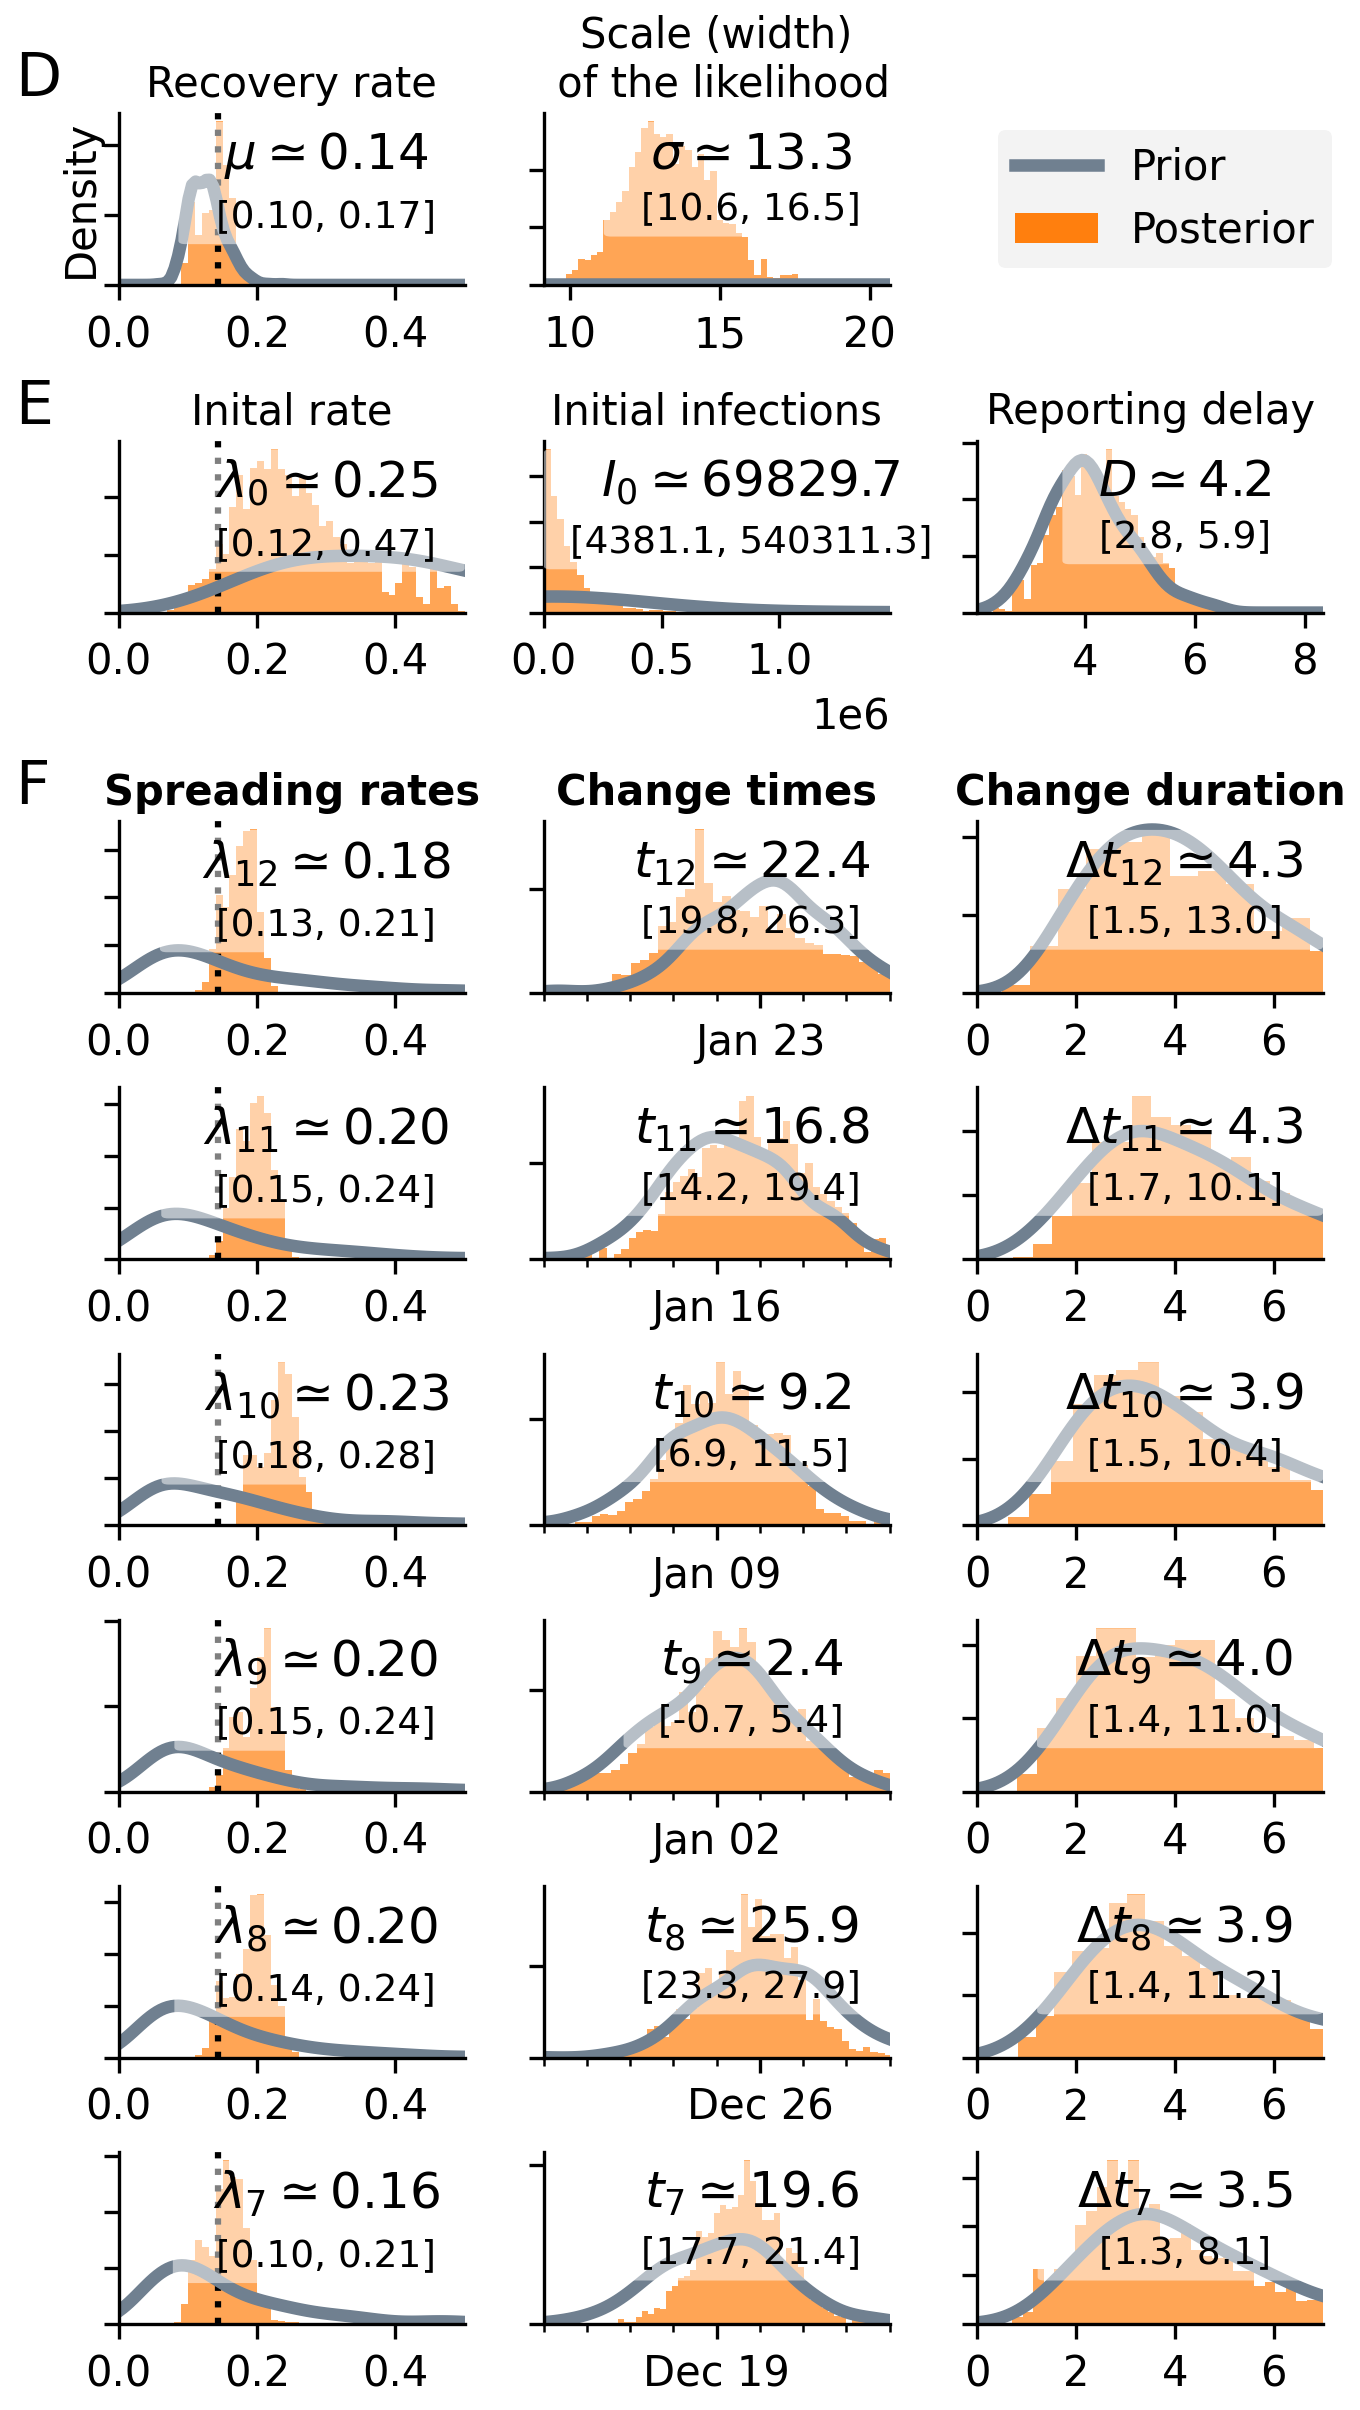 D
Recovery rate
Scale (width)
of the likelihood
Density
μ ≃ 0.14
[0.10, 0.17]
0.0 0.2 0.4
σ ≃ 13.3
[10.6, 16.5]
10 15 20
Prior
Posterior
E
Inital rate
λ0 ≃ 0.25
[0.12, 0.47]
0.0 0.2 0.4
Initial infections
I0 ≃ 69829.7
[4381.1, 540311.3]
0.0 0.5 1.0
1e6
Reporting delay
D ≃ 4.2
[2.8, 5.9]
4 6 8
F
Spreading rates Change times Change duration
λ12 ≃ 0.18 t12 ≃ 22.4 Δt12 ≃ 4.3
[0.13, 0.21] [19.8, 26.3] [1.5, 13.0]
0.0 0.2 0.4 Jan 23 0 2 4 6
λ11 ≃ 0.20 t11 ≃ 16.8 Δt11 ≃ 4.3
[0.15, 0.24] [14.2, 19.4] [1.7, 10.1]
0.0 0.2 0.4 Jan 16 0 2 4 6
λ10 ≃ 0.23 t10 ≃ 9.2 Δt10 ≃ 3.9
[0.18, 0.28] [6.9, 11.5] [1.5, 10.4]
0.0 0.2 0.4 Jan 09 0 2 4 6
λ9 ≃ 0.20 t9 ≃ 2.4 Δt9 ≃ 4.0
[0.15, 0.24] [-0.7, 5.4] [1.4, 11.0]
0.0 0.2 0.4 Jan 02 0 2 4 6
λ8 ≃ 0.20 t8 ≃ 25.9 Δt8 ≃ 3.9
[0.14, 0.24] [23.3, 27.9] [1.4, 11.2]
0.0 0.2 0.4 Dec 26 0 2 4 6
λ7 ≃ 0.16 t7 ≃ 19.6 Δt7 ≃ 3.5
[0.10, 0.21] [17.7, 21.4] [1.3, 8.1]
0.0 0.2 0.4 Dec 19 0 2 4 6